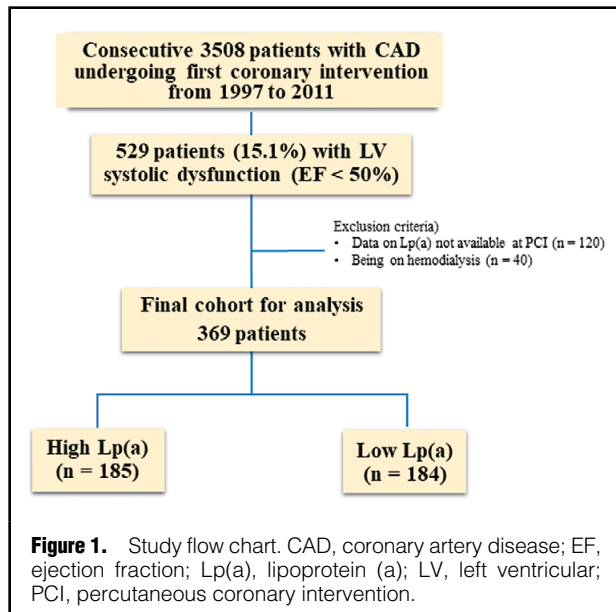 Consecutive 3508 patients with CAD
undergoing first coronary intervention
from 1997 to 2011
529 patients (15.1%) with LV
systolic dysfunction (EF < 50%)
Exclusion criteria)
• Data on Lp(a) not available at PCI (n = 120)
• Being on hemodialysis (n = 40)
Final cohort for analysis
369 patients
High Lp(a)
(n = 185)
Low Lp(a)
(n = 184)
Figure 1. Study flow chart. CAD, coronary artery disease; EF,
ejection fraction; Lp(a), lipoprotein (a); LV, left ventricular;
PCI, percutaneous coronary intervention.